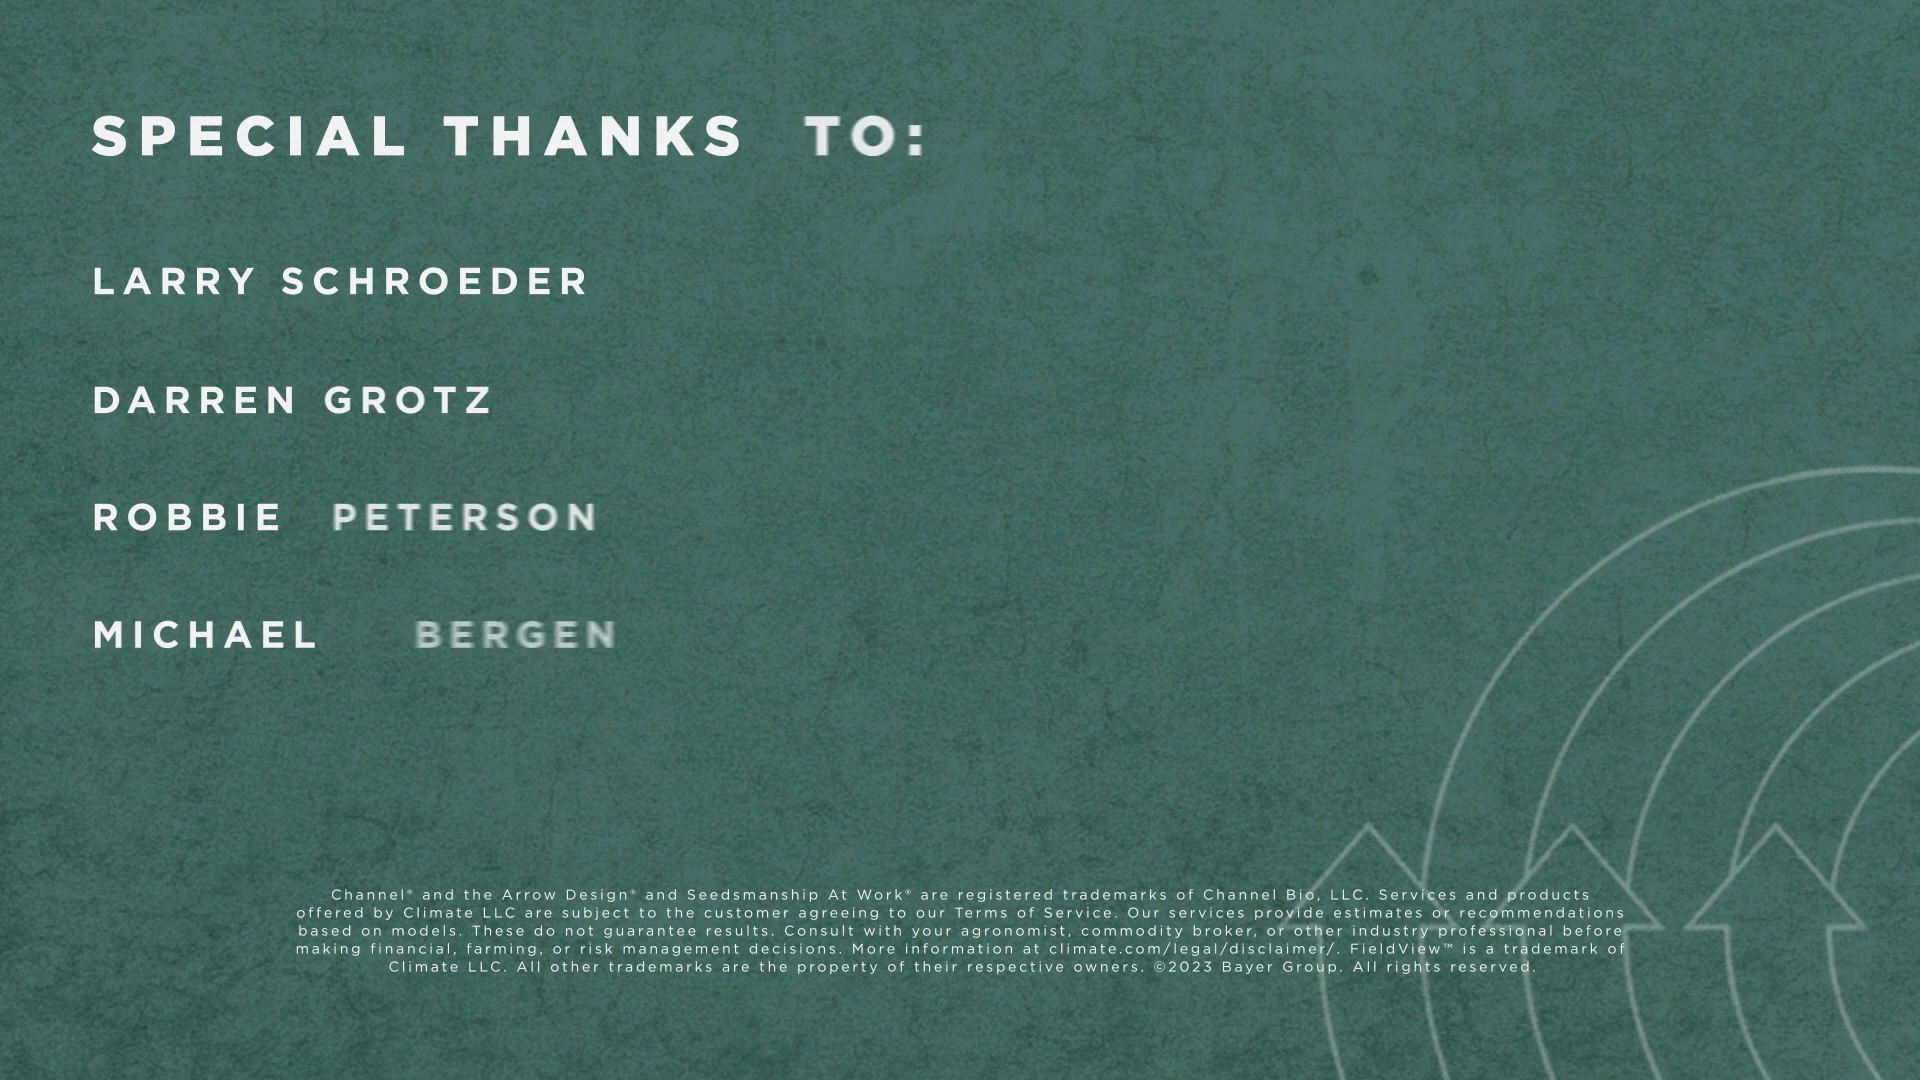 SPECIAL THANKS TO:
LARRY SCHROEDER
DARREN GROTZ
ROBBIE PETERSON
MICHAEL BERGEN
Channel® and the Arrow Design® and Seedsmanship At Work® are registered trademarks of Channel Bio, LLC. Services and products
offered by Climate LLC are subject to the customer agreeing to our Terms of Service. Our services provide estimates or recommendations
based on models. These do not guarantee results. Consult with your agronomist, commodity broker, or other industry professional before
making financial, farming, or risk management decisions. More information at climate.com/legal/disclaimer/. FieldView™ is a trademark of
Climate LLC. All other trademarks are the property of their respective owners. ©2023 Bayer Group. All rights reserved.